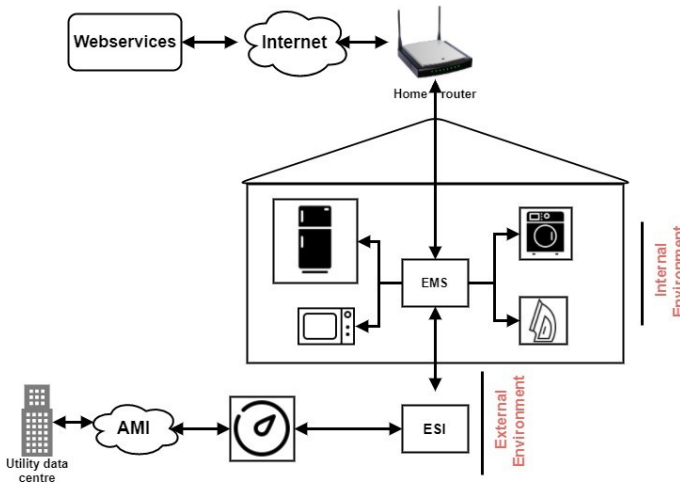 Webservices
Internet
Home router
EMS
Internal
Environment
ESI
External
Environment
AMI
Utility data
centre